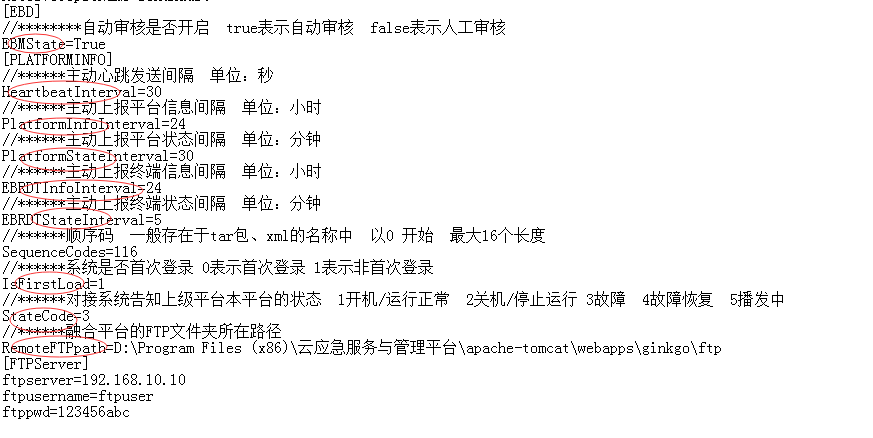 [EBD]
//********自动审核是否开启  true表示自动审核  false表示人工审核
EBMState=True
[PLATFORMINFO]
//******主动心跳发送间隔  单位：秒
HeartbeatInterval=30
//******主动上报平台信息间隔  单位：小时
PlatformInfoInterval=24
//******主动上报平台状态间隔  单位：分钟
PlatformStateInterval=30
//******主动上报终端信息间隔  单位：小时
EBRDTInfoInterval=24
//******主动上报终端状态间隔  单位：分钟
EBRDTStateInterval=5
//******顺序码  一般存在于tar包、xml的名称中  以0 开始  最大16个长度
SequenceCodes=116
//******系统是否首次登录 0表示首次登录 1表示非首次登录
IsFirstLoad=1
//******对接系统告知上级平台本平台的状态  1开机/运行正常  2关机/停止运行 3故障  4故障恢复  5播发中
StateCode=3
//******融合平台的FTP文件夹所在路径
RemoteFTPpath=D:\Program Files (x86)\云应急服务与管理平台\apache-tomcat\webapps\ginkgo\ftp
[FTPServer]
ftpserver=192.168.10.10
ftpusername=ftpuser
ftppwd=123456abc